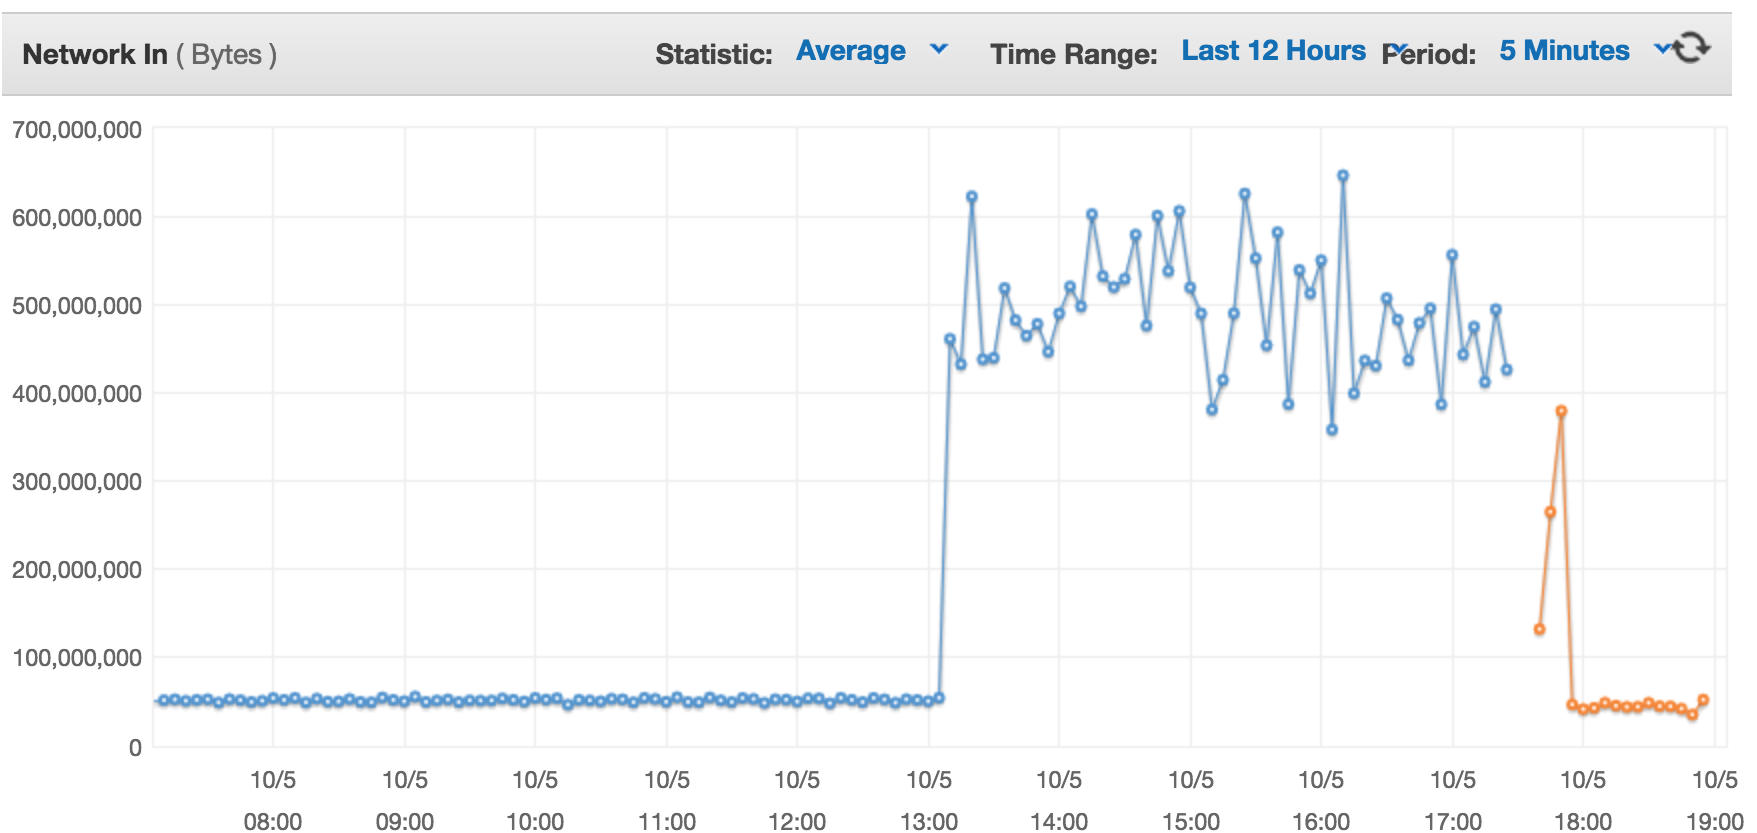 Network In ( Bytes ) Statistic: Average Time Range: Last 12 Hours Period: 5 Minutes
700,000,000
600,000,000
500,000,000
400,000,000
300,000,000
200,000,000
100,000,000
0
10/5 10/5 10/5 10/5 10/5 10/5 10/5 10/5 10/5 10/5 10/5 10/5
08:00 09:00 10:00 11:00 12:00 13:00 14:00 15:00 16:00 17:00 18:00 19:00